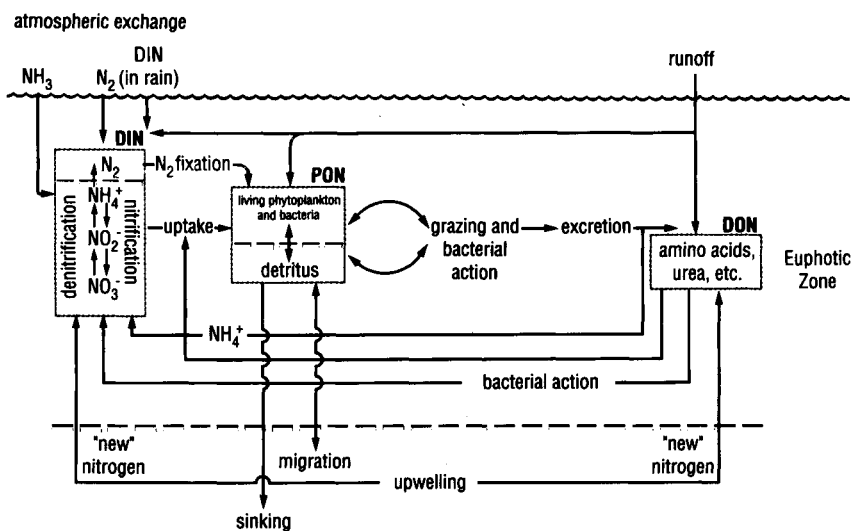 atmospheric exchange
DIN
NH₃ N₂ (in rain)
runoff
DIN
N₂
N₂ fixation
PON
NH₄⁺
NO₂⁻
NO₃⁻
denitrification
nitrification
uptake
living phytoplankton
and bacteria
detritus
grazing and
bacterial
action
excretion
DON
amino acids,
urea, etc.
Euphotic
Zone
NH₄⁺
bacterial action
"new"
nitrogen
migration
"new"
nitrogen
upwelling
sinking